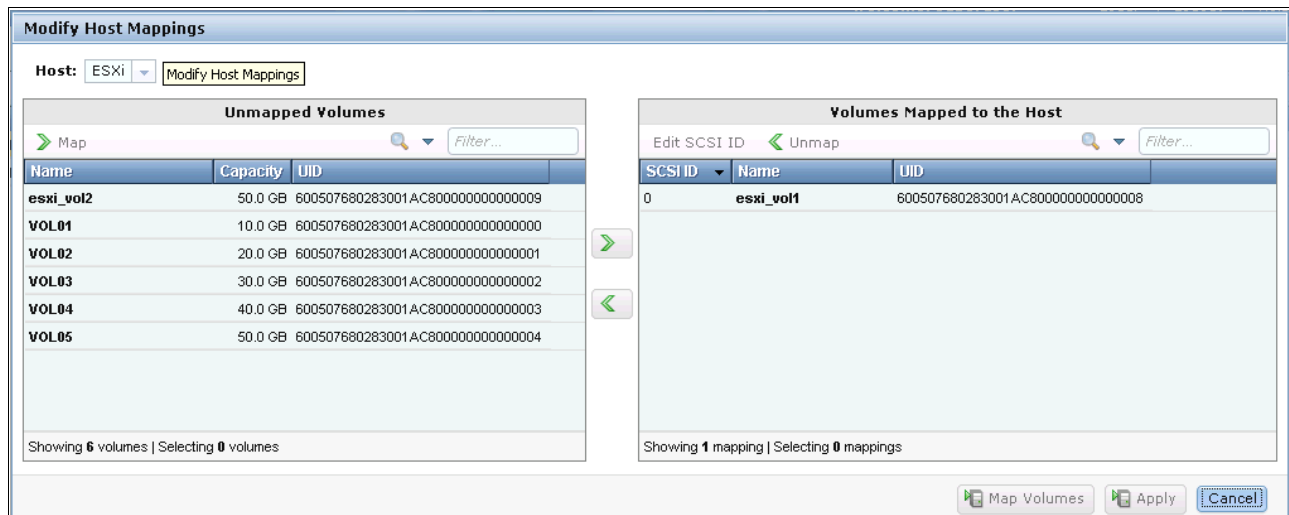 Modify Host Mappings
Host: ESXi Modify Host Mappings
Unmapped Volumes
Map Filter...
Name Capacity UID
esxi_vol2 50.0 GB 600507680283001AC800000000000009
VOL01 10.0 GB 600507680283001AC800000000000000
VOL02 20.0 GB 600507680283001AC800000000000001
VOL03 30.0 GB 600507680283001AC800000000000002
VOL04 40.0 GB 600507680283001AC800000000000003
VOL05 50.0 GB 600507680283001AC800000000000004
Showing 6 volumes | Selecting 0 volumes
Volumes Mapped to the Host
Edit SCSI ID Unmap Filter...
SCSI ID Name UID
0 esxi_vol1 600507680283001AC800000000000008
Showing 1 mapping | Selecting 0 mappings
Map Volumes Apply Cancel